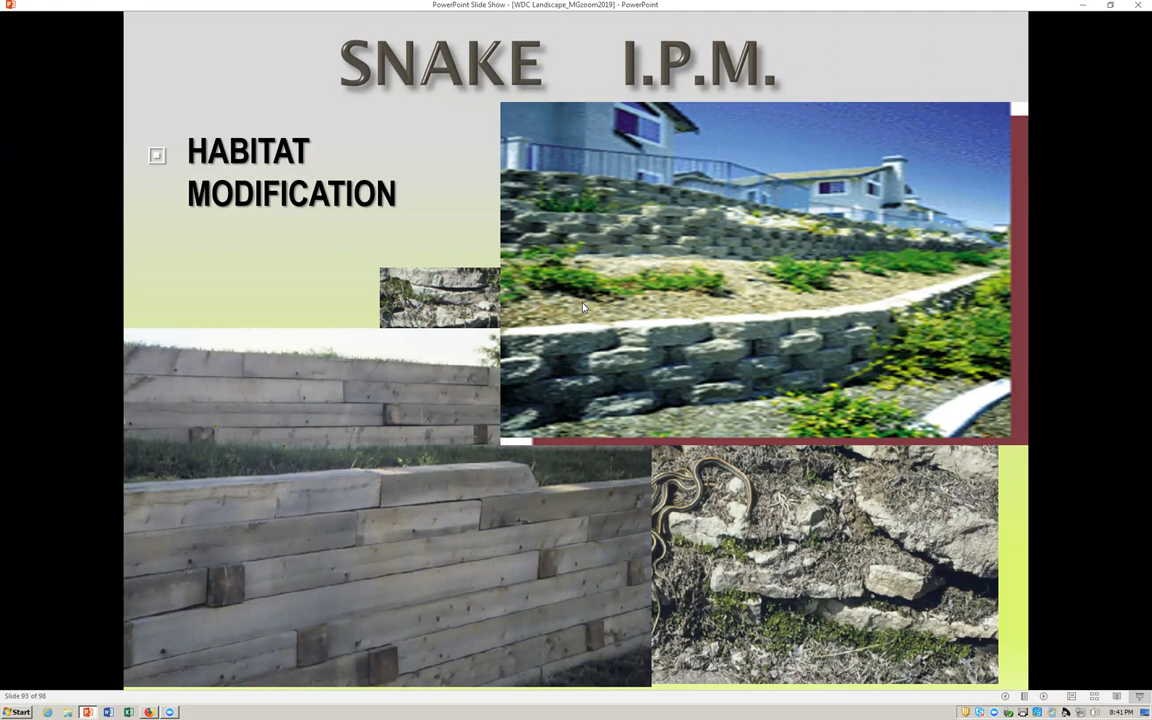 PowerPoint Slide Show - [WDC Landscape_MGzoom2019] - PowerPoint
SNAKE I.P.M.
HABITAT
MODIFICATION
Slide 93 of 98
Start
8:41 PM